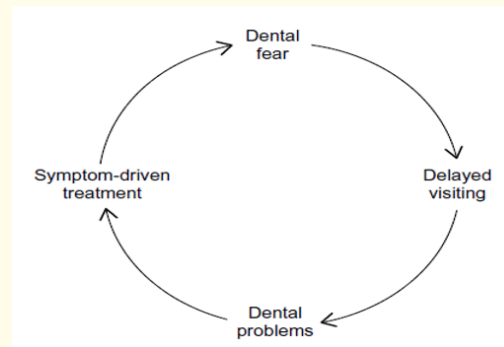 Dental
fear
Delayed
visiting
Dental
problems
Symptom-driven
treatment